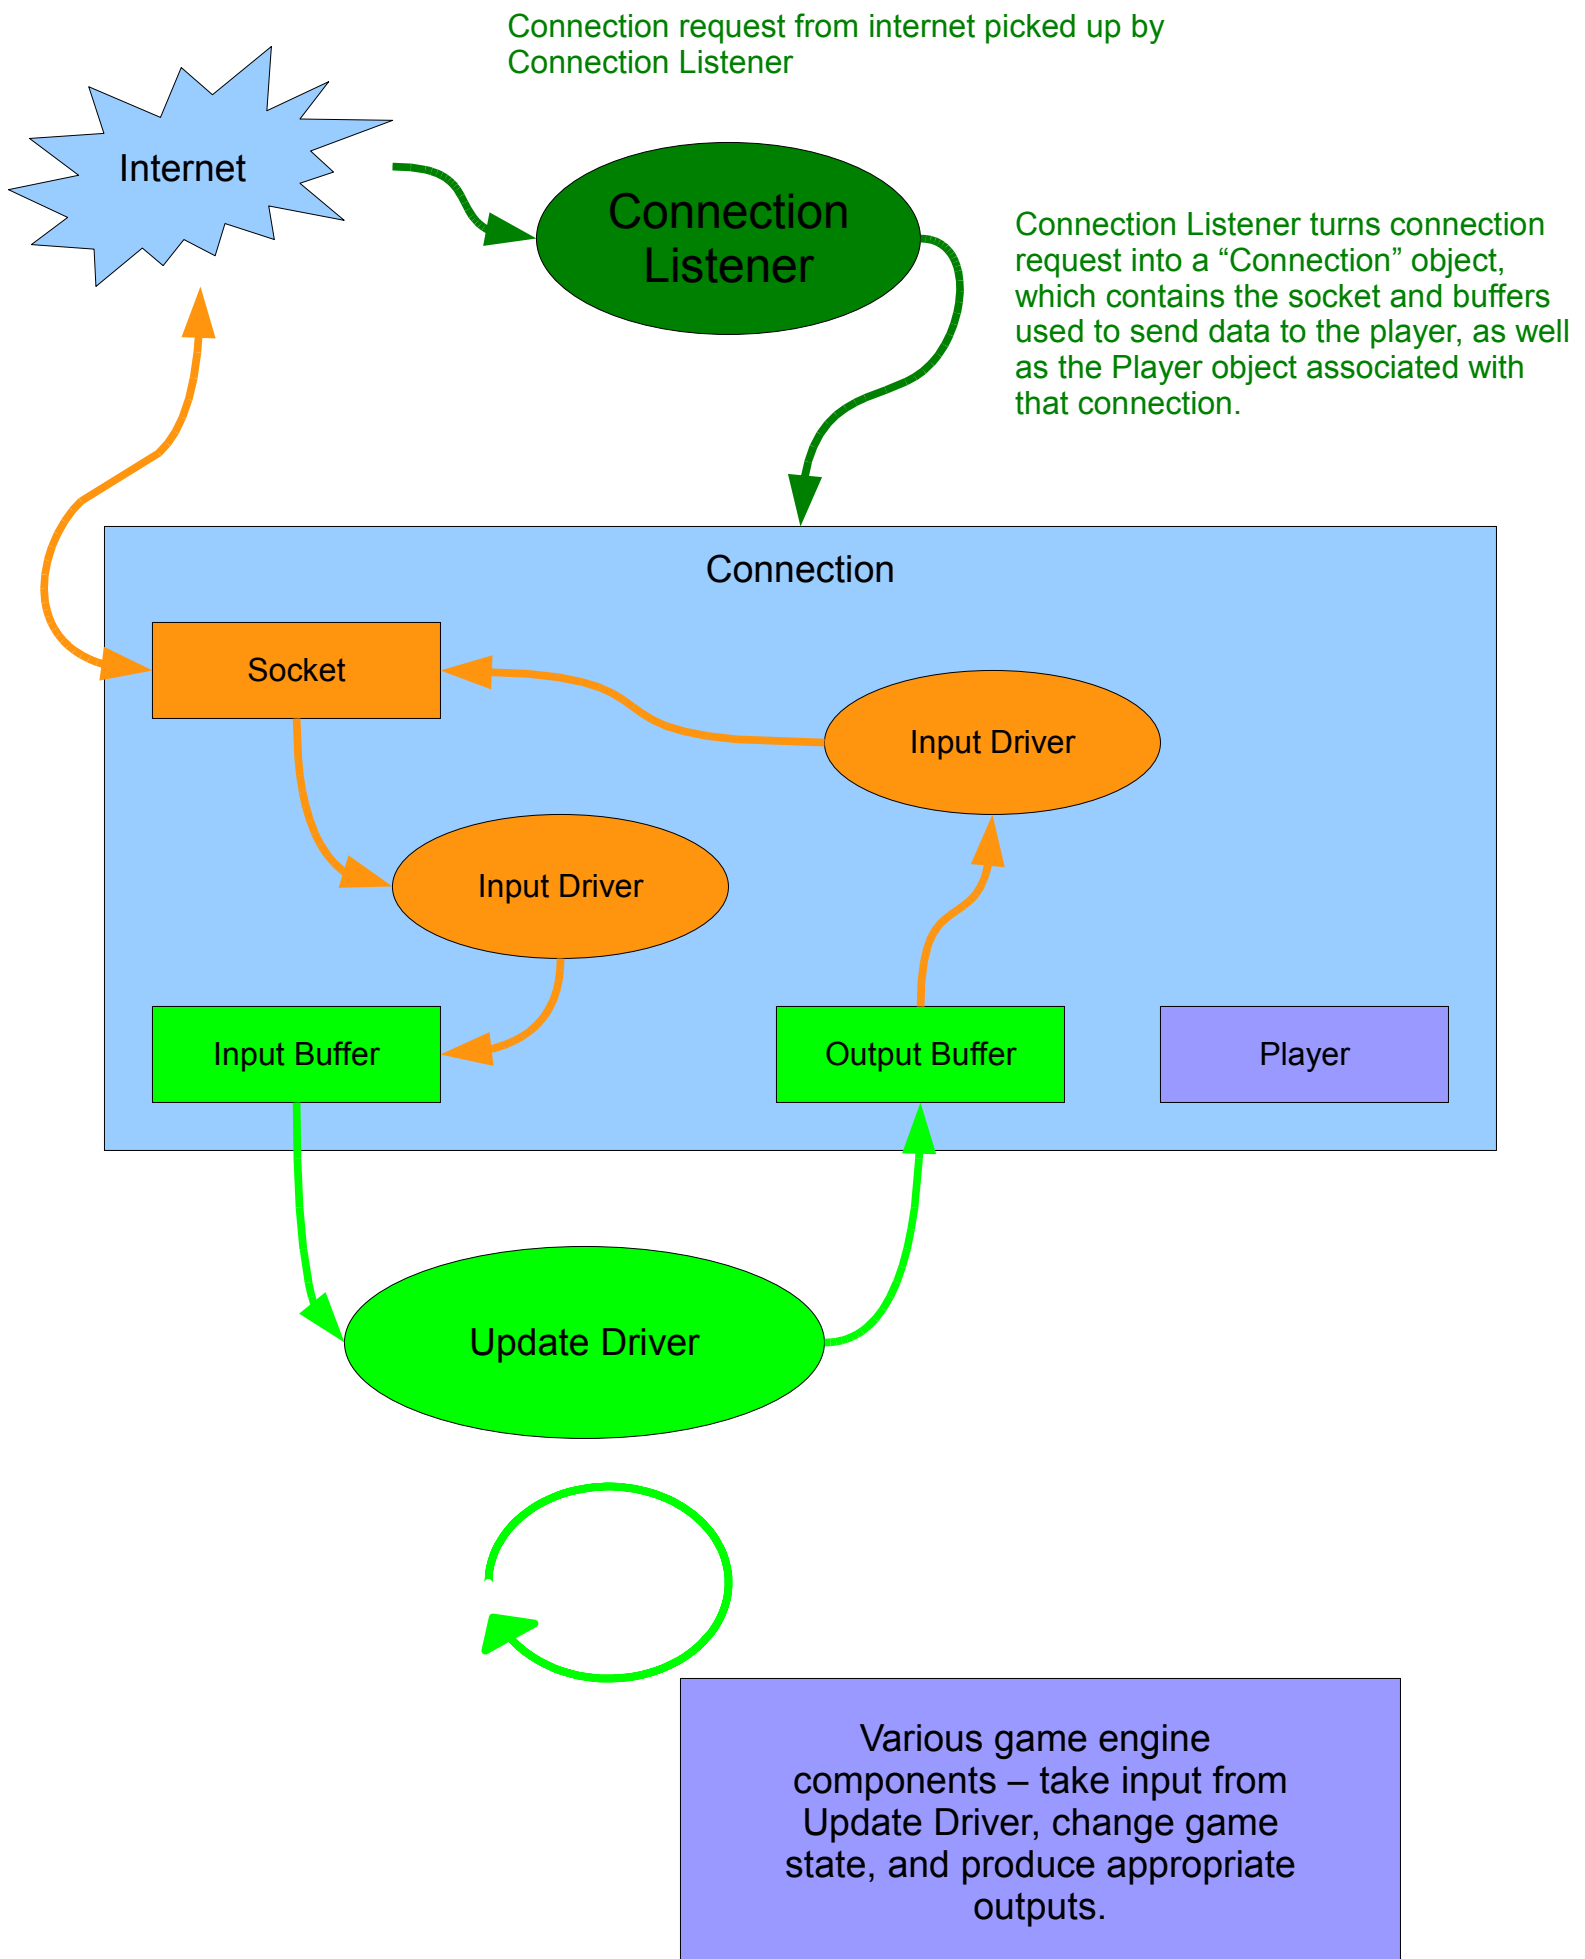 Connection request from internet picked up by
Connection Listener
Internet
Connection
Listener
Connection Listener turns connection
request into a “Connection” object,
which contains the socket and buffers
used to send data to the player, as well
as the Player object associated with
that connection.
Connection
Socket
Input Driver
Input Driver
Input Buffer
Output Buffer
Player
Update Driver
Various game engine
components – take input from
Update Driver, change game
state, and produce appropriate
outputs.